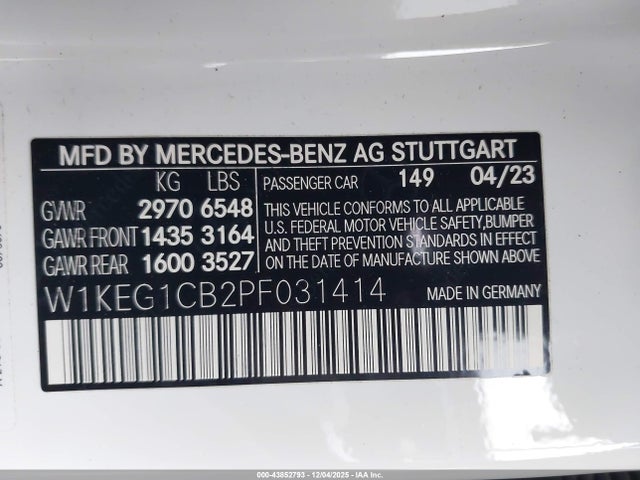 MFD BY MERCEDES-BENZ AG STUTTGART
KG LBS
GVWR 2970 6548
GAWR FRONT 1435 3164
GAWR REAR 1600 3527
PASSENGER CAR 149 04/23
THIS VEHICLE CONFORMS TO ALL APPLICABLE
U.S. FEDERAL MOTOR VEHICLE SAFETY, BUMPER
AND THEFT PREVENTION STANDARDS IN EFFECT ON
THE DATE OF MANUFACTURE SHOWN ABOVE
W1KEG1CB2PF031414 MADE IN GERMANY
000-43852793 - 12/04/2025 - IAAI